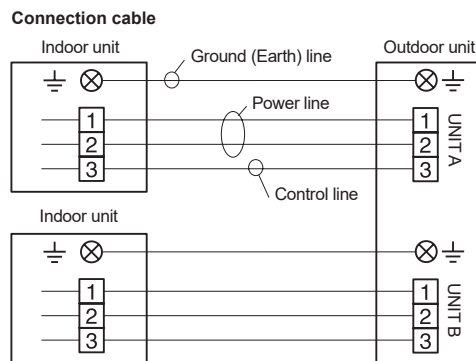 Connection cable
Indoor unit
Outdoor unit
Ground (Earth) line
Power line
1 1
2 2
3 3
UNIT A
Control line
Indoor unit
1 1
2 2
3 3
UNIT B